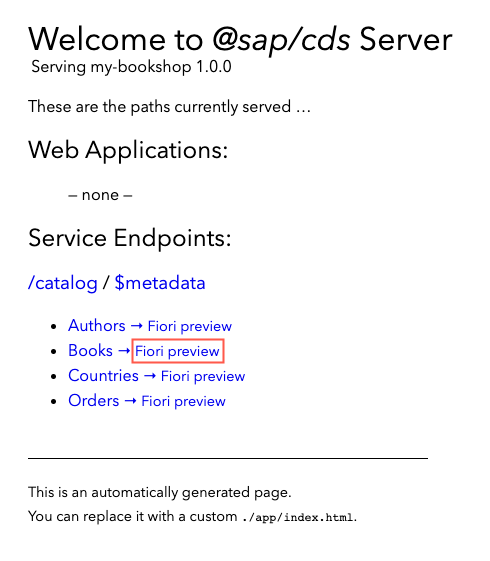 Welcome to @sap/cds Server
Serving my-bookshop 1.0.0
These are the paths currently served …
Web Applications:
— none —
Service Endpoints:
/catalog / $metadata
Authors → Fiori preview
Books → Fiori preview
Countries → Fiori preview
Orders → Fiori preview
This is an automatically generated page.
You can replace it with a custom ./app/index.html.